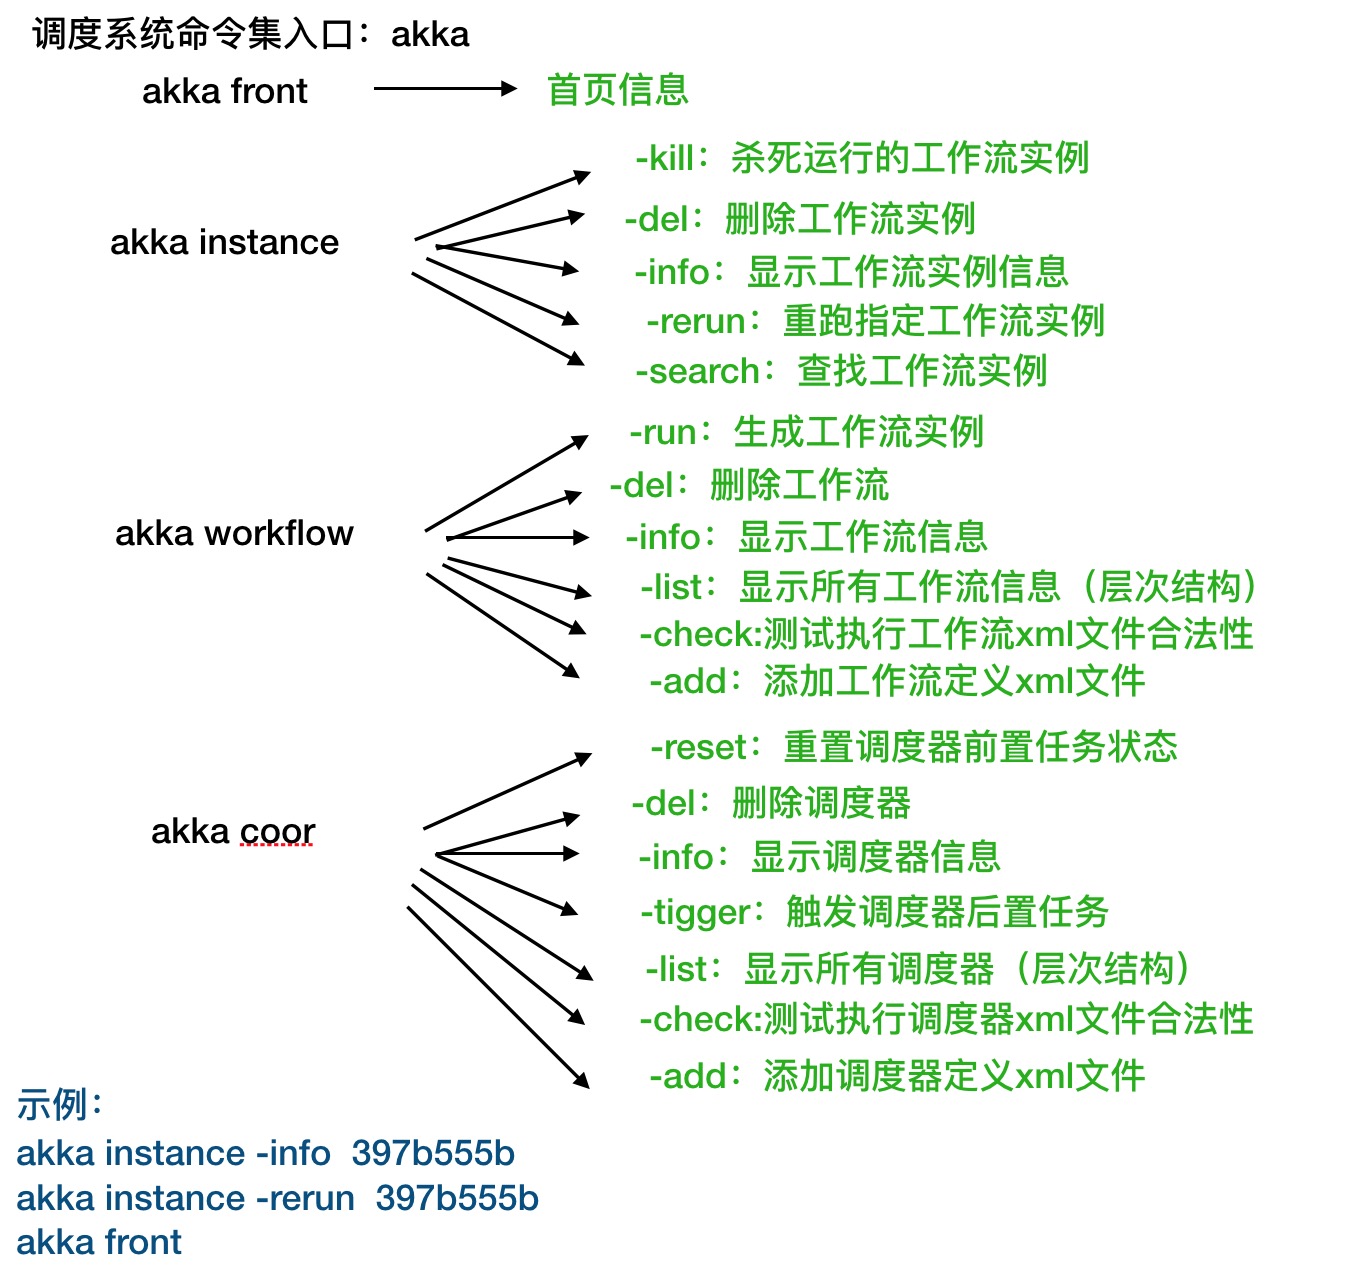 调度系统命令集入口：akka
akka front
首页信息
akka instance
-kill：杀死运行的工作流实例
-del：删除工作流实例
-info：显示工作流实例信息
-rerun：重跑指定工作流实例
-search：查找工作流实例
akka workflow
-run：生成工作流实例
-del：删除工作流
-info：显示工作流信息
-list：显示所有工作流信息（层次结构）
-check:测试执行工作流xml文件合法性
-add：添加工作流定义xml文件
akka coor
-reset：重置调度器前置任务状态
-del：删除调度器
-info：显示调度器信息
-tigger：触发调度器后置任务
-list：显示所有调度器（层次结构）
-check:测试执行调度器xml文件合法性
-add：添加调度器定义xml文件
示例：
akka instance -info  397b555b
akka instance -rerun  397b555b
akka front